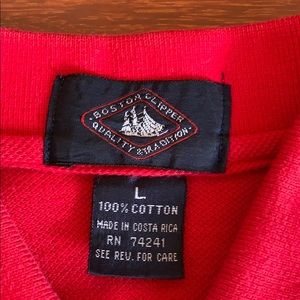 BOSTON CLIPPER
QUALITY & TRADITION
L
100% COTTON
MADE IN COSTA RICA
RN 74241
SEE REV. FOR CARE